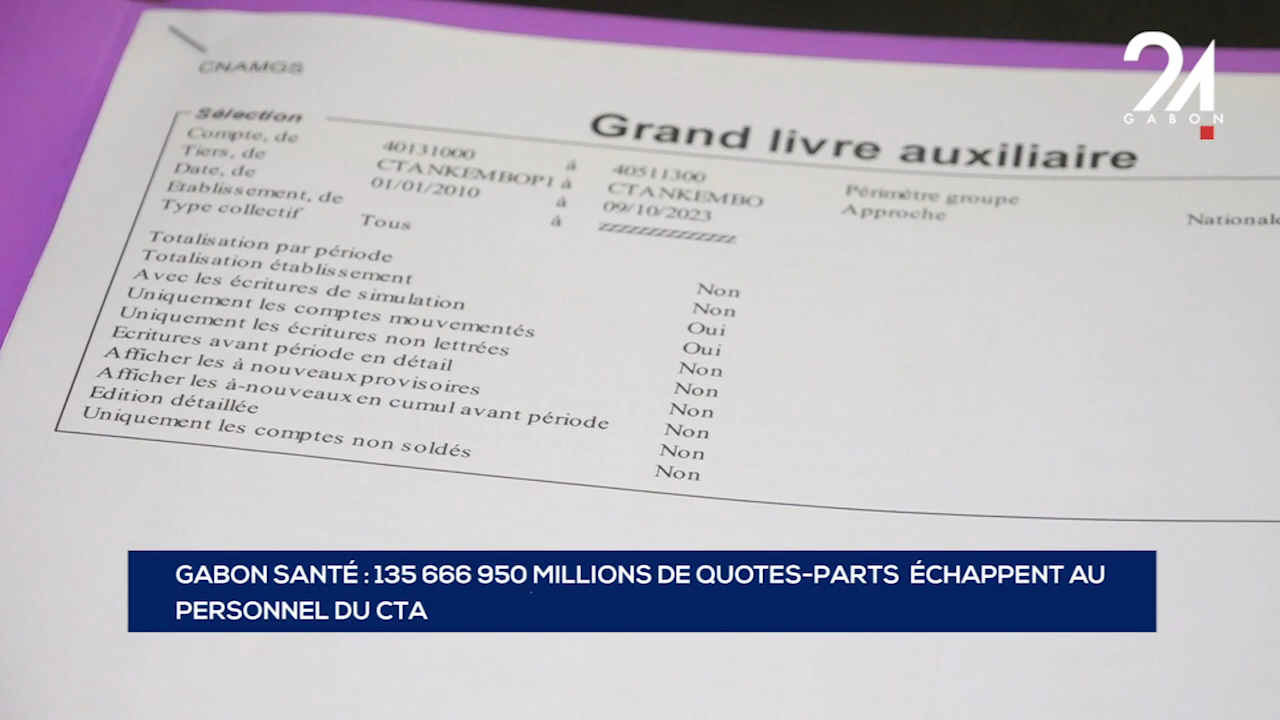 CNAMGS
24
GABON
Grand livre auxiliaire
Sélection
Compte, de 40131000 à 40511300 Périmètre groupe
Tiers, de CTANKEMBOP1 à CTANKEMBO Approche Nationale
Date, de 01/01/2010 à 09/10/2023
Etablissement, de à zzzzzzzzzzzzzzz
Type collectif Tous
Totalisation par période Non
Totalisation établissement Non
Avec les écritures de simulation Oui
Uniquement les comptes mouvementés Oui
Uniquement les écritures non lettrées Non
Ecritures avant période en détail Non
Afficher les à nouveaux provisoires Non
Afficher les à-nouveaux en cumul avant période Non
Edition détaillée Non
Uniquement les comptes non soldés Non
GABON SANTÉ : 135 666 950 MILLIONS DE QUOTES-PARTS ÉCHAPPENT AU
PERSONNEL DU CTA